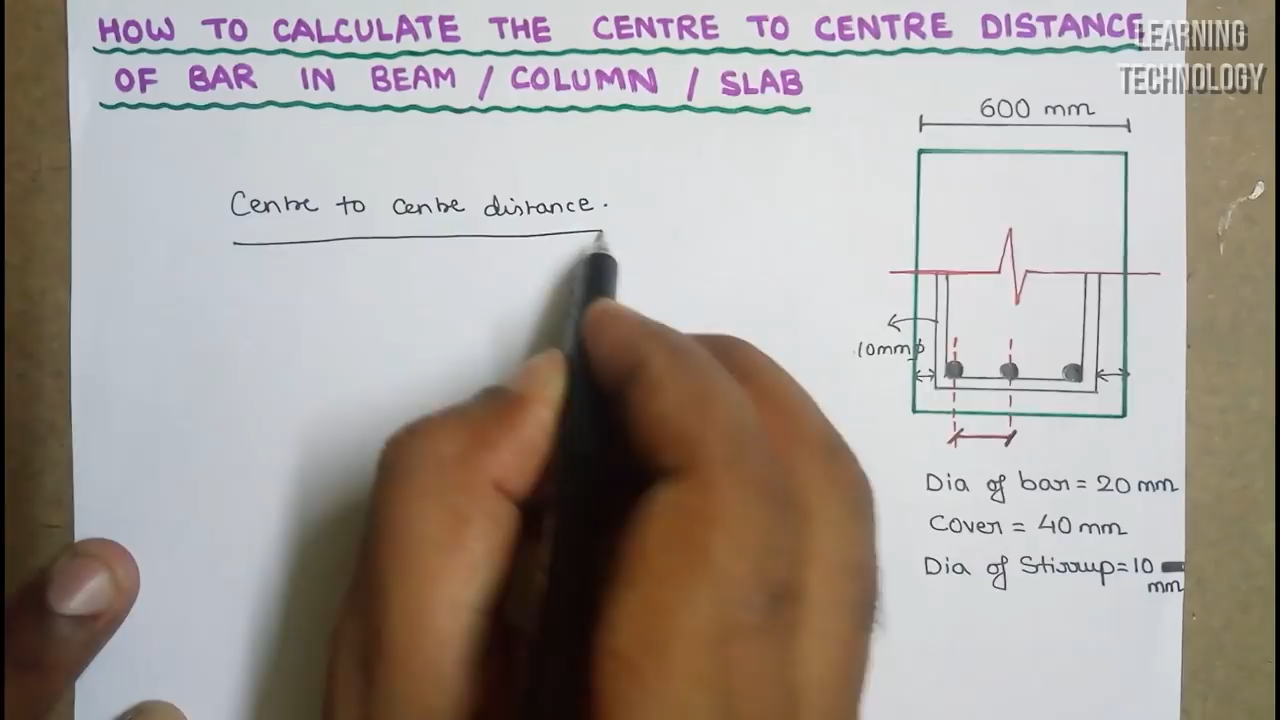 HOW TO CALCULATE THE CENTRE TO CENTRE DISTANCE
OF BAR IN BEAM / COLUMN / SLAB
LEARNING
TECHNOLOGY
600 mm
Centre to centre distance.
10mmϕ
Dia of bar = 20 mm
Cover = 40 mm
Dia of Stirrup = 10
mm